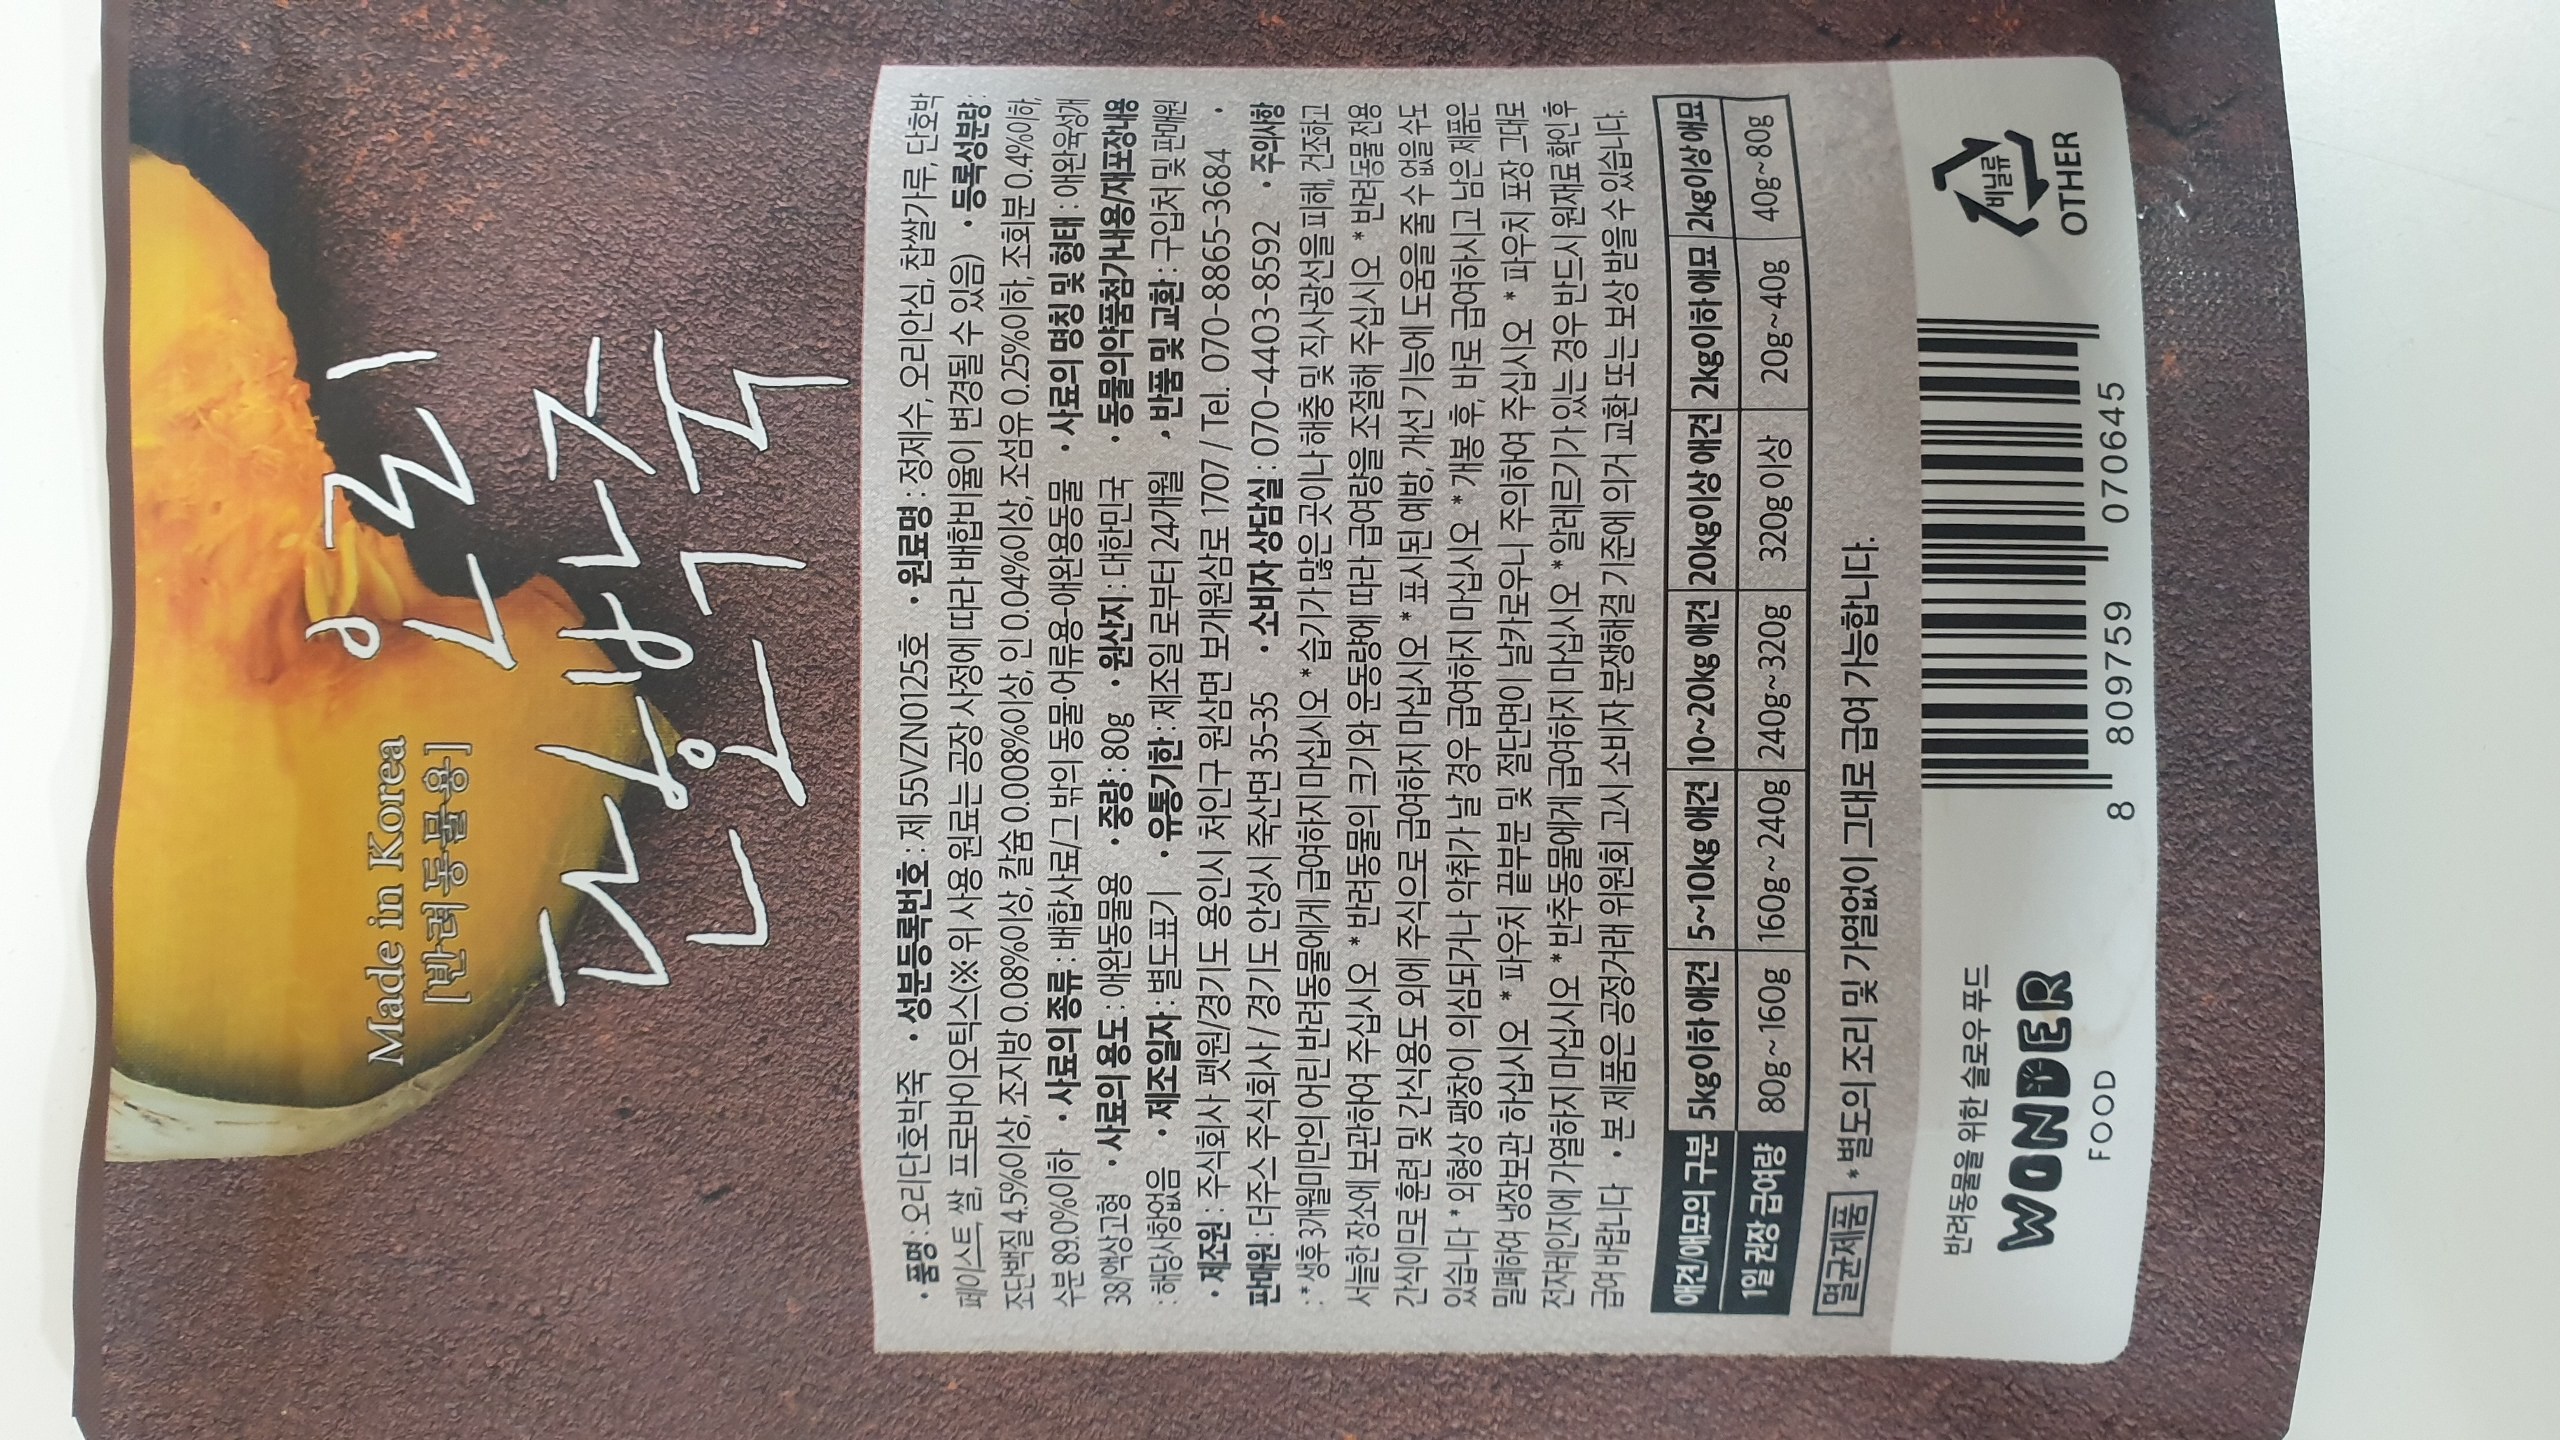 Made in Korea
[반려동물용]
오리
단호박죽
· 품명 : 오리단호박죽 · 성분등록번호 : 제 55VZN0125호 · 원료명 : 정제수, 오리안심, 찹쌀가루, 단호박
페이스트, 쌀, 프로바이오틱스(※위 사용원료는 공장 사정에 따라 배합비율이 변경될 수 있음) · 등록성분량 :
조단백질 4.5%이상, 조지방 0.08%이상, 칼슘 0.008%이상, 인 0.04%이상, 조섬유 0.25%이하, 조회분 0.4%이하,
수분 89.0%이하 · 사료의 종류 : 배합사료/그 밖의 동물·어류용-애완용동물 · 사료의 명칭 및 형태 : 애완육성개
38/액상고형 · 사료의 용도 : 애완동물용 · 중량 : 80g · 원산지 : 대한민국 · 동물의약품첨가내용/재포장내용
: 해당사항없음 · 제조일자 : 별도표기 · 유통기한 : 제조일로부터 24개월 · 반품 및 교환 : 구입처 및 판매원
· 제조원 : 주식회사 펫원/경기도 용인시 처인구 원삼면 보개원삼로 1707 / Tel. 070-8865-3684 ·
판매원 : 더주스 주식회사 / 경기도 안성시 죽산면 35-35 · 소비자 상담실 : 070-4403-8592 · 주의사항
: *생후 3개월미만의 어린 반려동물에게 급여하지 마십시오 *습기가 많은 곳이나 해충 및 직사광선을 피해, 건조하고
서늘한 장소에 보관하여 주십시오 *반려동물의 크기와 운동량에 따라 급여량을 조절해 주십시오 *반려동물 전용
간식이므로 훈련 및 간식용도 외에 주식으로 급여하지 마십시오 *표시된 예방, 개선 기능에 도움을 줄 수 없을 수도
있습니다 *외형상 팽창이 의심되거나 악취가 날 경우 급여하지 마십시오 *개봉 후, 바로 급여하시고 남은 제품은
밀폐하여 냉장보관 하십시오 *파우치 끝부분 및 절단면이 날카로우니 주의하여 주십시오 *파우치 포장 그대로
전자레인지에 가열하지 마십시오 *반추동물에게 급여하지 마십시오 *알레르기가 있는 경우 반드시 원재료 확인 후
급여 바랍니다 · 본 제품은 공정거래 위원회 고시 소비자 분쟁해결 기준에 의거 교환 또는 보상 받을 수 있습니다.
애견/애묘의 구분 5kg이하 애견 5~10kg 애견 10~20kg 애견 20kg이상 애견 2kg이하 애묘 2kg이상 애묘
1일 권장 급여량 80g~160g 160g~240g 240g~320g 320g 이상 20g~40g 40g~80g
멸균제품 *별도의 조리 및 가열없이 그대로 급여 가능합니다.
반려동물을 위한 슬로우 푸드
WONDER
FOOD
8 809759 070645
비닐류
OTHER